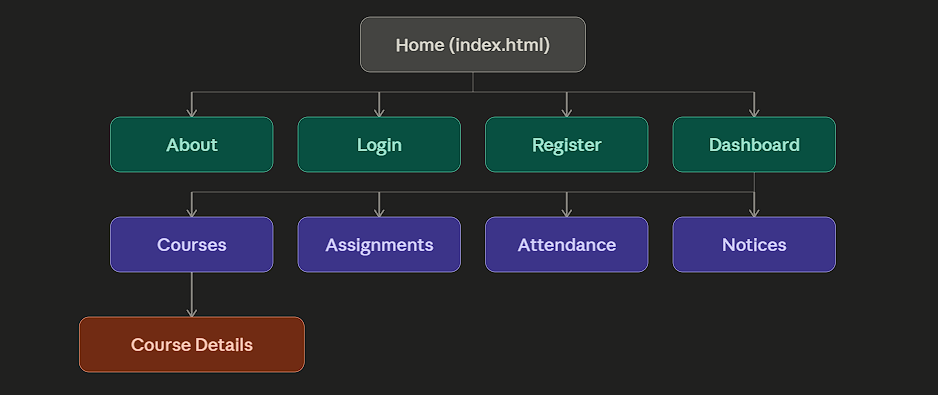 Home (index.html)
About
Login
Register
Dashboard
Courses
Assignments
Attendance
Notices
Course Details